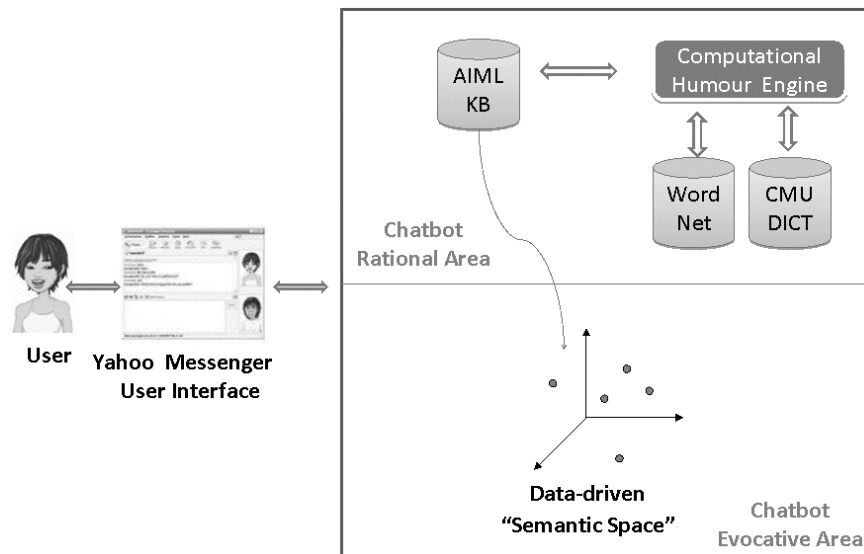 AIML
KB
Computational
Humour Engine
Word
Net
CMU
DICT
Chatbot
Rational Area
User
Yahoo Messenger
User Interface
Data-driven
“Semantic Space”
Chatbot
Evocative Area